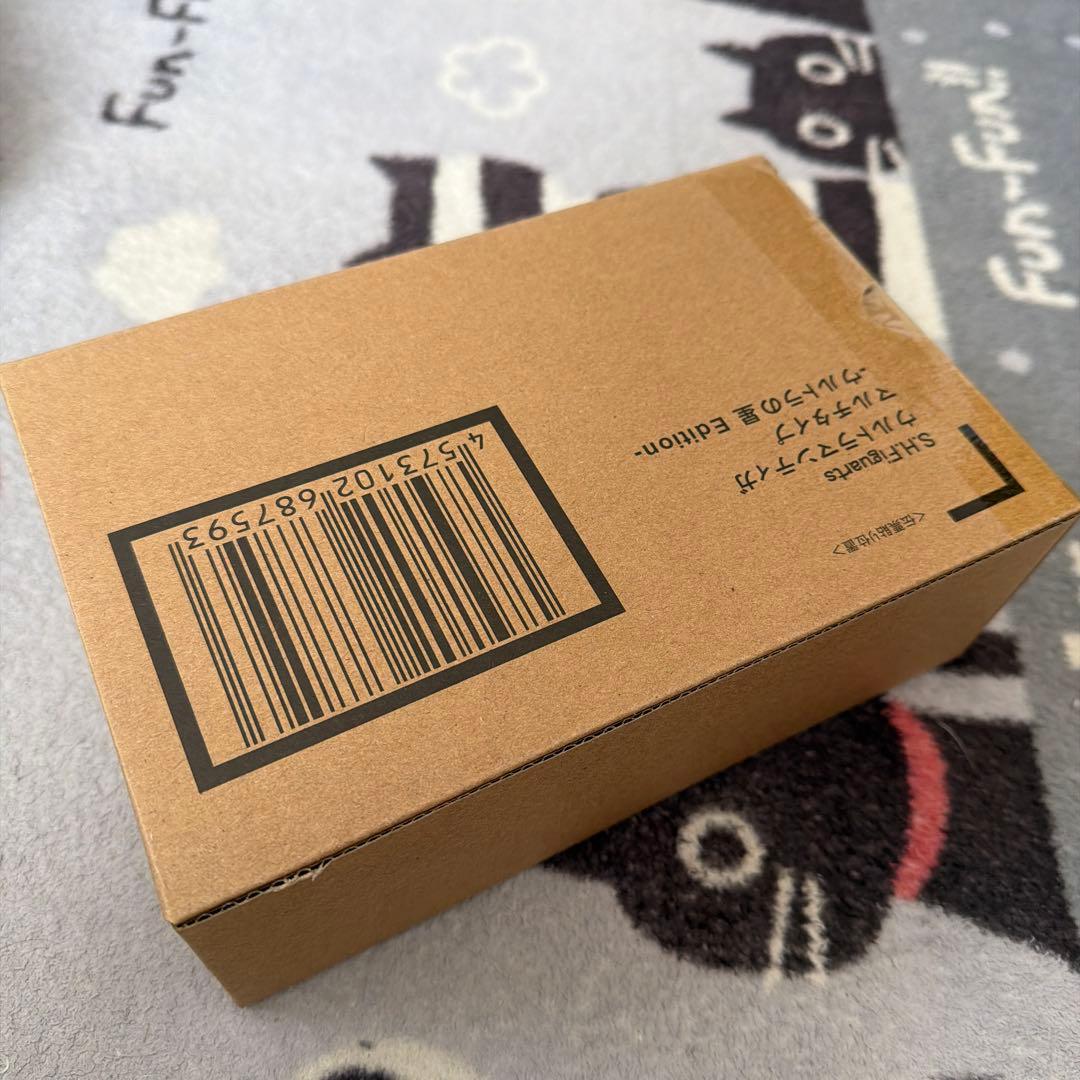 S.H.Figuarts
ウルトラマンティガ
マルチタイプ
-ウルトラの星 Edition-
<伝票貼り位置>
4573102687593
Fun-Fun!!
Fun-F